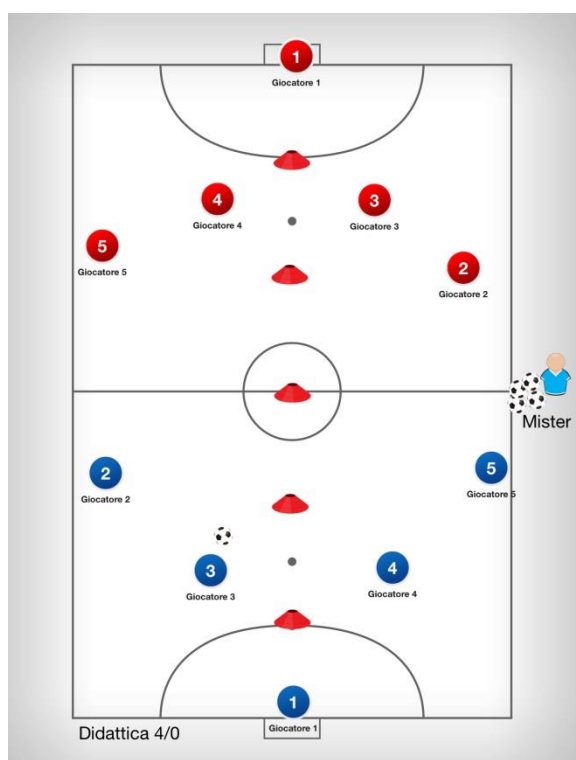 1
Giocatore 1
4
Giocatore 4
3
Giocatore 3
5
Giocatore 5
2
Giocatore 2
Mister
2
Giocatore 2
5
Giocatore 5
3
Giocatore 3
4
Giocatore 4
1
Giocatore 1
Didattica 4/0